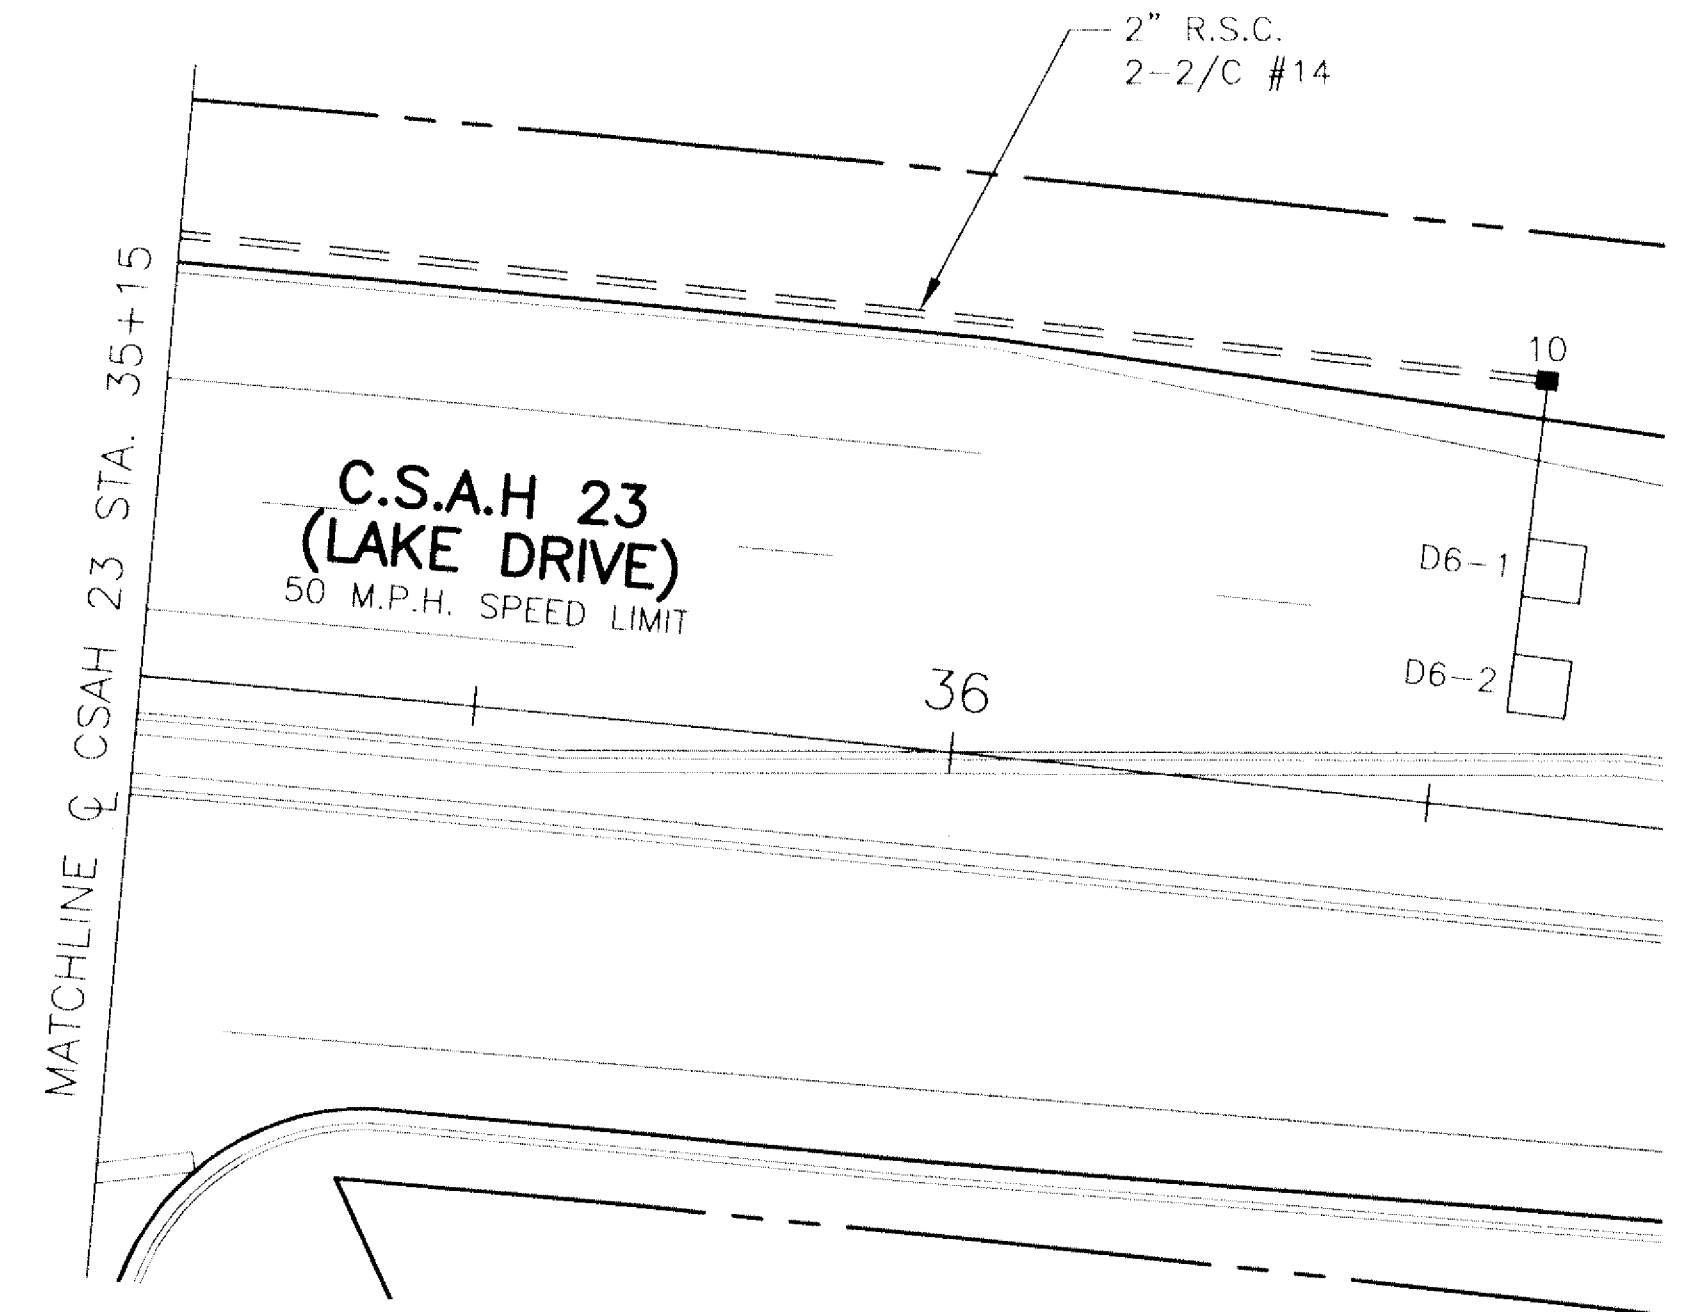 2" R.S.C.
2-2/C #14
10
C.S.A.H 23
(LAKE DRIVE)
50 M.P.H. SPEED LIMIT
D6-1
D6-2
36
MATCHLINE ℄ CSAH 23 STA. 35+15